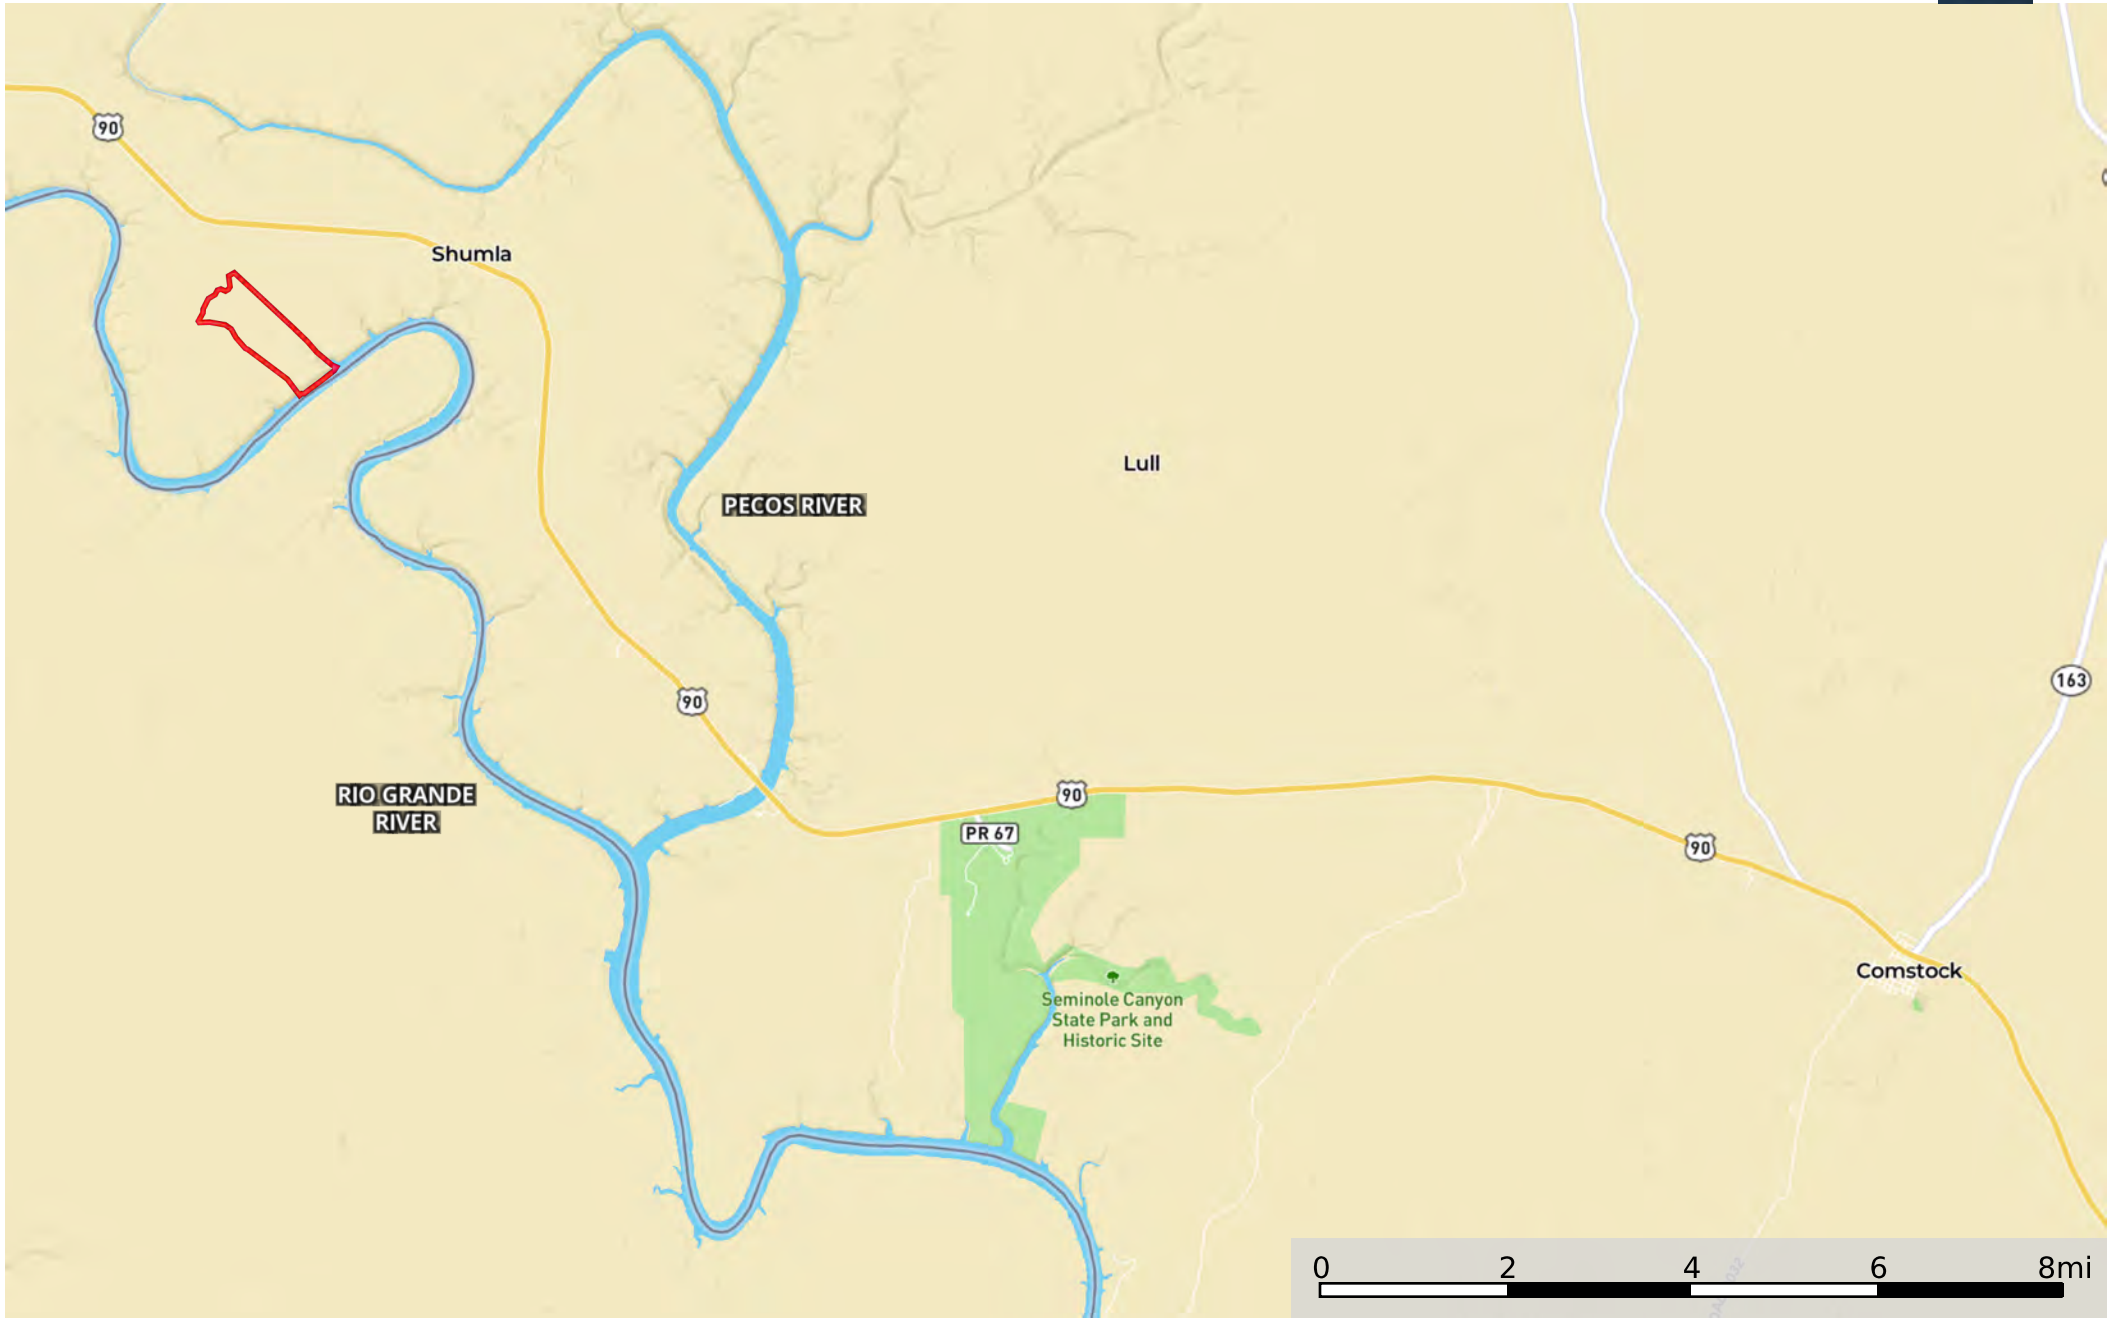 90
Shumla
Lull
PECOS RIVER
163
90
RIO GRANDE
RIVER
90
PR 67
90
Comstock
Seminole Canyon
State Park and
Historic Site
0 2 4 6 8mi